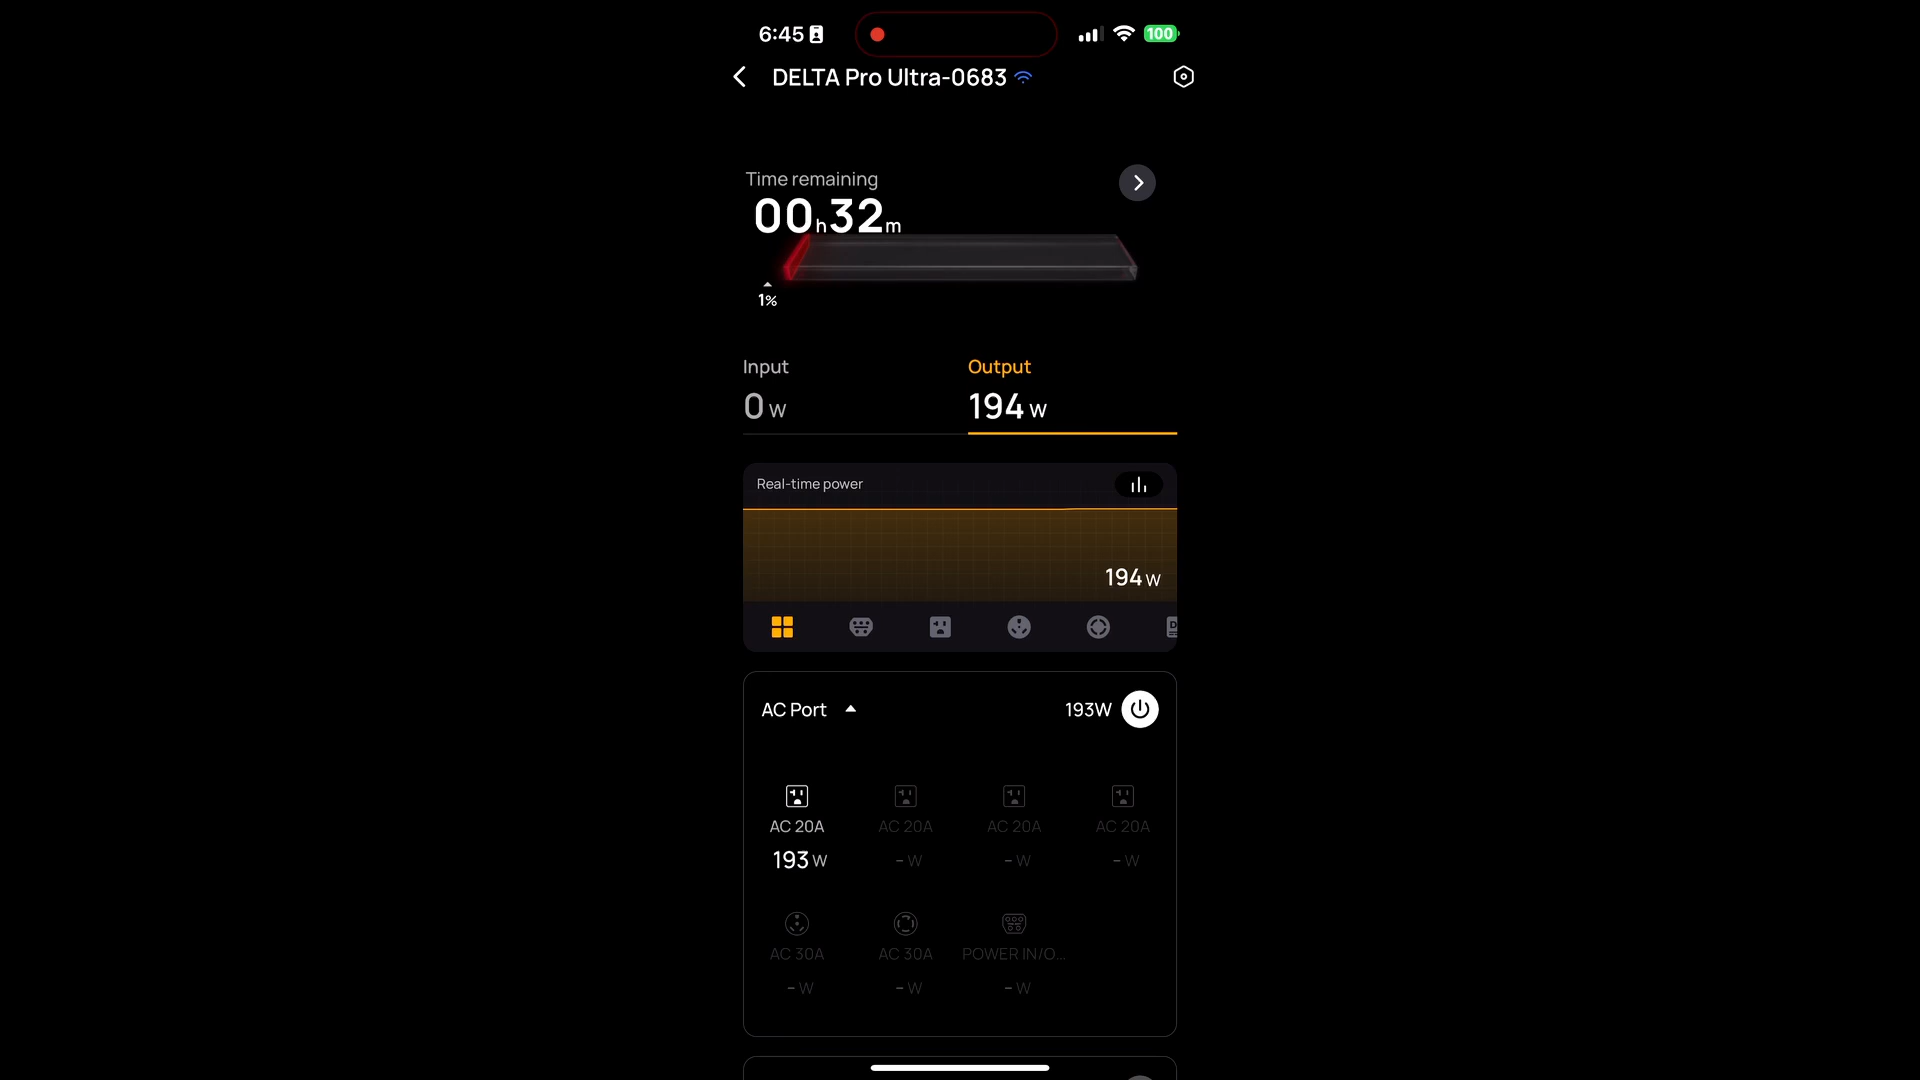 6:45 100
DELTA Pro Ultra-0683
Time remaining
00h32m
1%
Input Output
0 W 194 W
Real-time power
194 W
AC Port 193W
AC 20A AC 20A AC 20A AC 20A
193 W – W – W – W
AC 30A AC 30A POWER IN/O...
– W – W – W